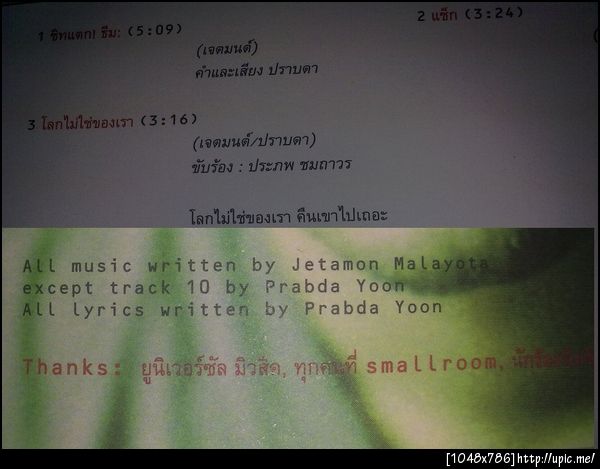 1 ซิทแตก! ธีม: (5:09)
2 แซ็ก (3:24)
(เจตมนต์)
คำและเสียง ปราบดา
3 โลกไม่ใช่ของเรา (3:16)
(เจตมนต์/ปราบดา)
ขับร้อง : ประภพ ชมถาวร
โลกไม่ใช่ของเรา คืนเขาไปเถอะ
All music written by Jetamon Malayota
except track 10 by Prabda Yoon
All lyrics written by Prabda Yoon
Thanks: ยูนิเวอร์ซัล มิวสิค, ทุกคนที่ smallroom,
[1048x786]http://upic.me/